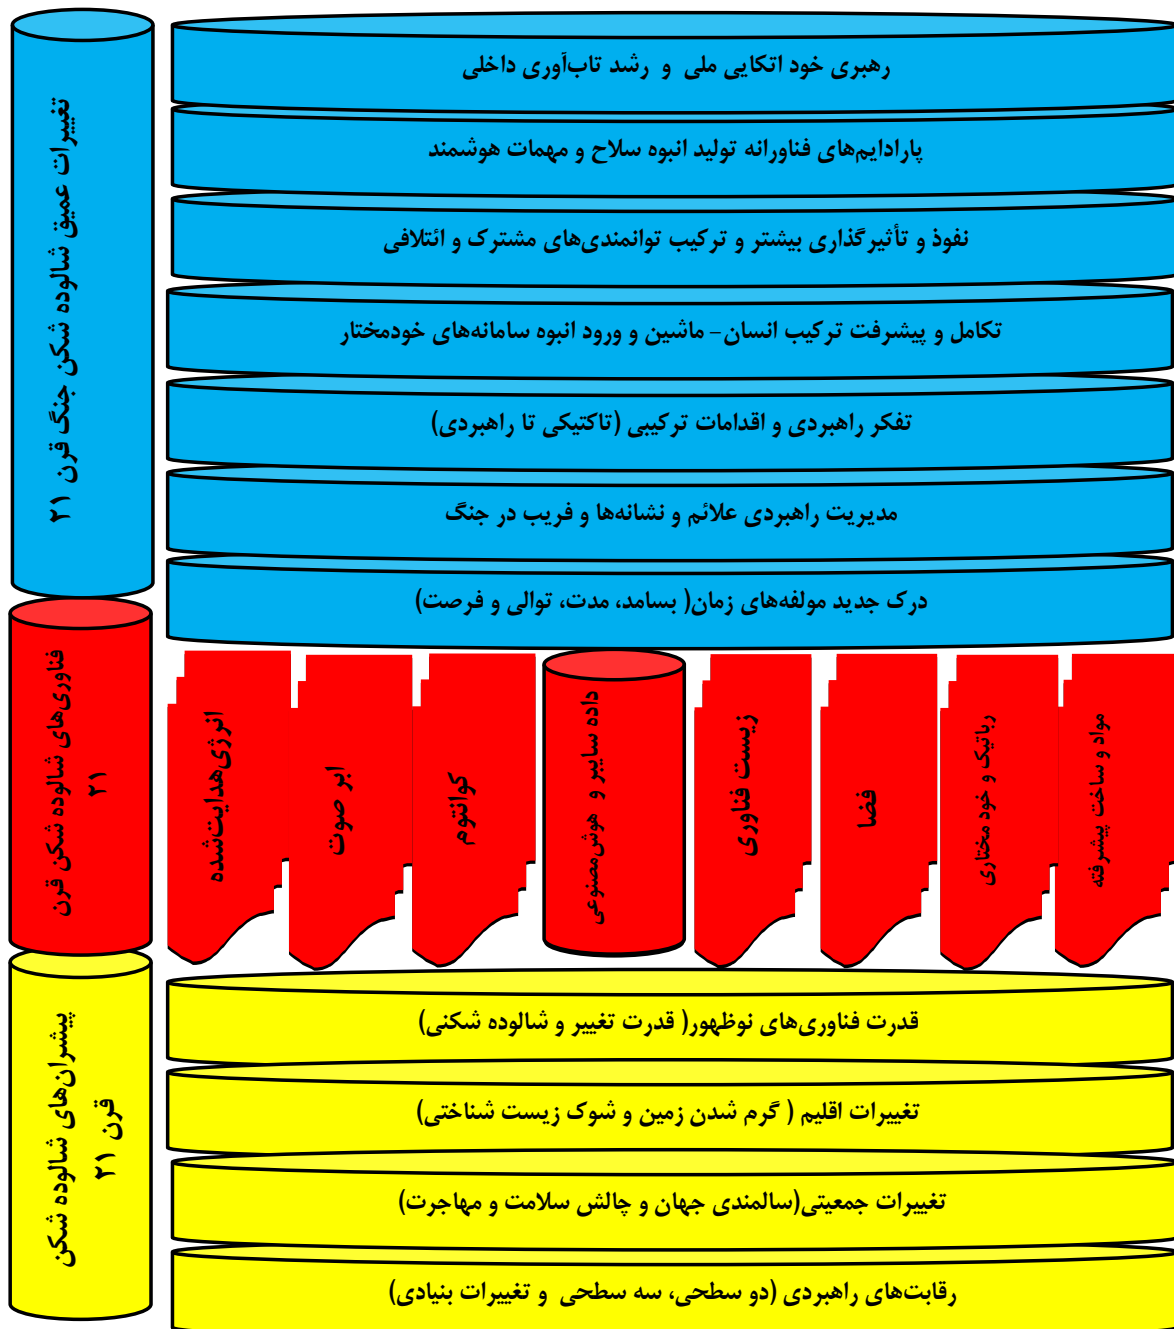 تغییرات عمیق شالوده شکن جنگ قرن ۲۱
رهبری خود اتکایی ملی و رشد تاب‌آوری داخلی
پارادایم‌های فناورانه تولید انبوه سلاح و مهمات هوشمند
نفوذ و تأثیرگذاری بیشتر و ترکیب توانمندی‌های مشترک و ائتلافی
تکامل و پیشرفت ترکیب انسان- ماشین و ورود انبوه سامانه‌های خودمختار
تفکر راهبردی و اقدامات ترکیبی (تاکتیکی تا راهبردی)
مدیریت راهبردی علائم و نشانه‌ها و فریب در جنگ
درک جدید مولفه‌های زمان( بسامد، مدت، توالی و فرصت)
فناوری‌های شالوده شکن قرن
۲۱
مواد و ساخت پیشرفته
رباتیک و خود مختاری
فضا
زیست فناوری
داده سایبر و هوش‌مصنوعی
کوانتوم
ابر صوت
انرژی‌هدایت‌شده
پیشران‌های شالوده شکن
قرن ۲۱
قدرت فناوری‌های نوظهور( قدرت تغییر و شالوده شکنی)
تغییرات اقلیم ( گرم شدن زمین و شوک زیست شناختی)
تغییرات جمعیتی(سالمندی جهان و چالش سلامت و مهاجرت)
رقابت‌های راهبردی (دو سطحی، سه سطحی و تغییرات بنیادی)